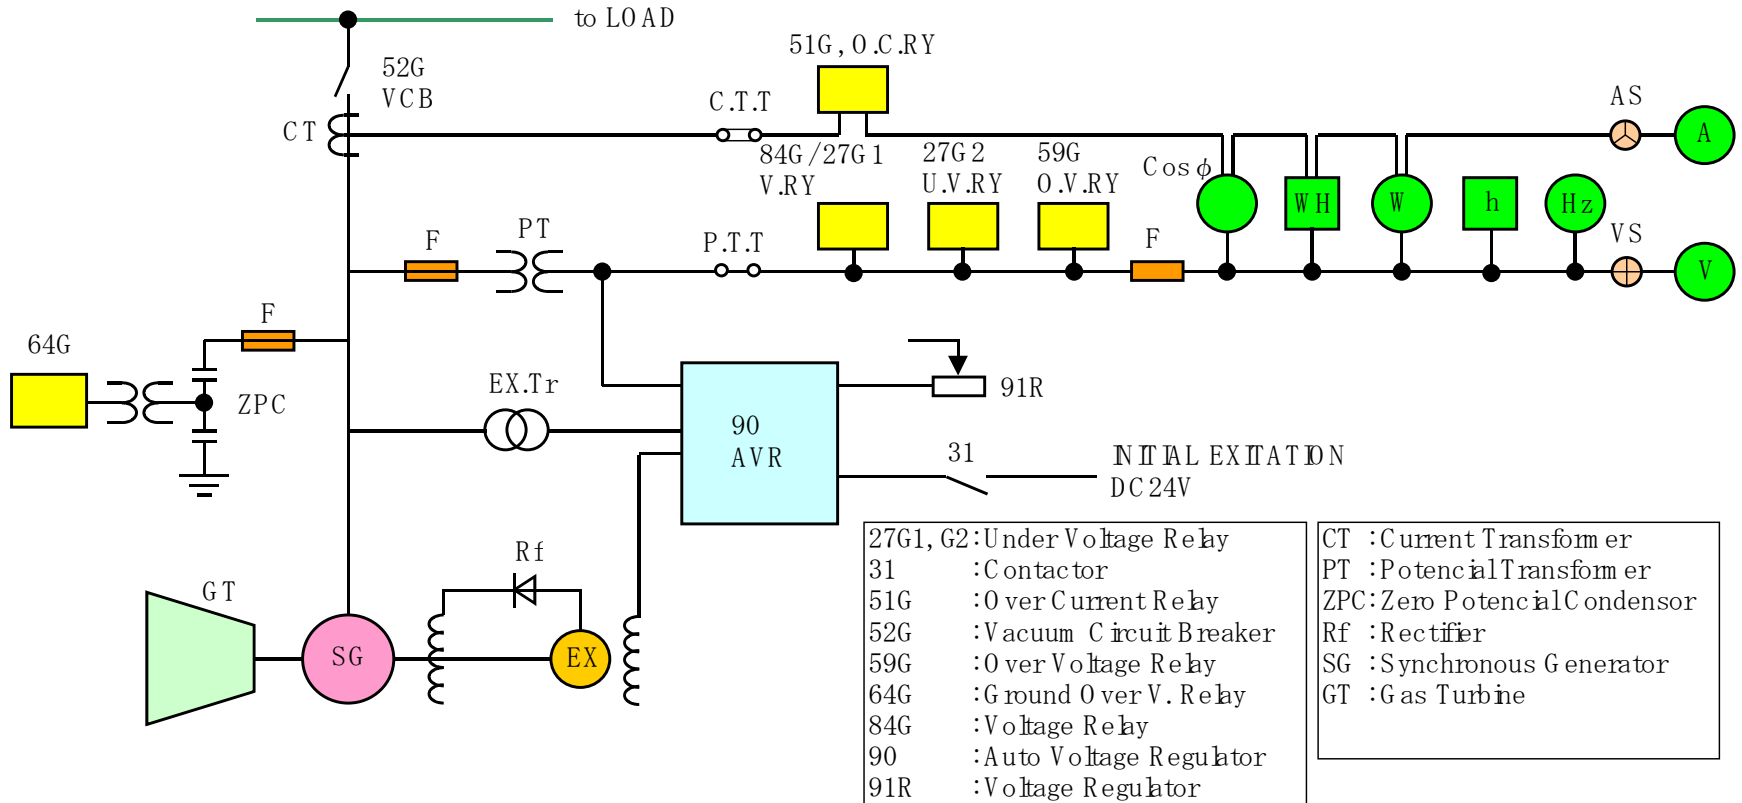 to LOAD
51G, O.C.RY
52G
VCB
C.T.T
AS
CT
A
84G/27G1
V.RY
27G2
U.V.RY
59G
O.V.RY
Cosϕ
WH
W
h
Hz
F
PT
P.T.T
F
VS
V
F
64G
ZPC
EX.Tr
90
AVR
91R
31
INITIAL EXITATION
DC24V
Rf
GT
SG
EX
27G1, G2:Under Voltage Relay
31 :Contactor
51G :Over Current Relay
52G :Vacuum Circuit Breaker
59G :Over Voltage Relay
64G :Ground Over V. Relay
84G :Voltage Relay
90 :Auto Voltage Regulator
91R :Voltage Regulator
CT :Current Transformer
PT :Potencial Transformer
ZPC:Zero Potencial Condensor
Rf :Rectifier
SG :Synchronous Generator
GT :Gas Turbine